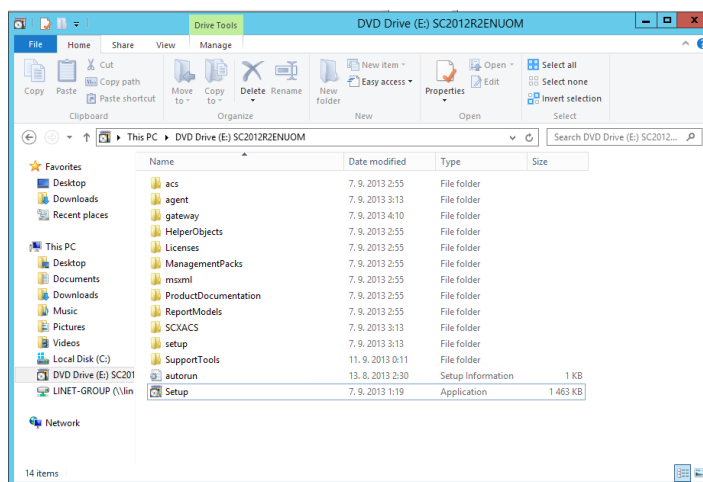 Drive Tools
DVD Drive (E:) SC2012R2ENUOM
File Home Share View Manage
Copy
Paste
Cut
Copy path
Paste shortcut
Clipboard
Move to
Copy to
Delete
Rename
Organize
New folder
New item
Easy access
New
Properties
Open
Edit
Open
Select all
Select none
Invert selection
Select
This PC DVD Drive (E:) SC2012R2ENUOM
Search DVD Drive (E:) SC2012...
Favorites
Desktop
Downloads
Recent places
This PC
Desktop
Documents
Downloads
Music
Pictures
Videos
Local Disk (C:)
DVD Drive (E:) SC201
LINET-GROUP (\\lin
Network
Name Date modified Type Size
acs 7. 9. 2013 2:55 File folder
agent 7. 9. 2013 3:13 File folder
gateway 7. 9. 2013 4:10 File folder
HelperObjects 7. 9. 2013 2:55 File folder
Licenses 7. 9. 2013 2:55 File folder
ManagementPacks 7. 9. 2013 2:55 File folder
msxml 7. 9. 2013 2:55 File folder
ProductDocumentation 7. 9. 2013 2:55 File folder
ReportModels 7. 9. 2013 2:55 File folder
SCXACS 7. 9. 2013 3:13 File folder
setup 7. 9. 2013 3:13 File folder
SupportTools 11. 9. 2013 0:11 File folder
autorun 13. 8. 2013 2:30 Setup Information 1 KB
Setup 7. 9. 2013 1:19 Application 1 463 KB
14 items